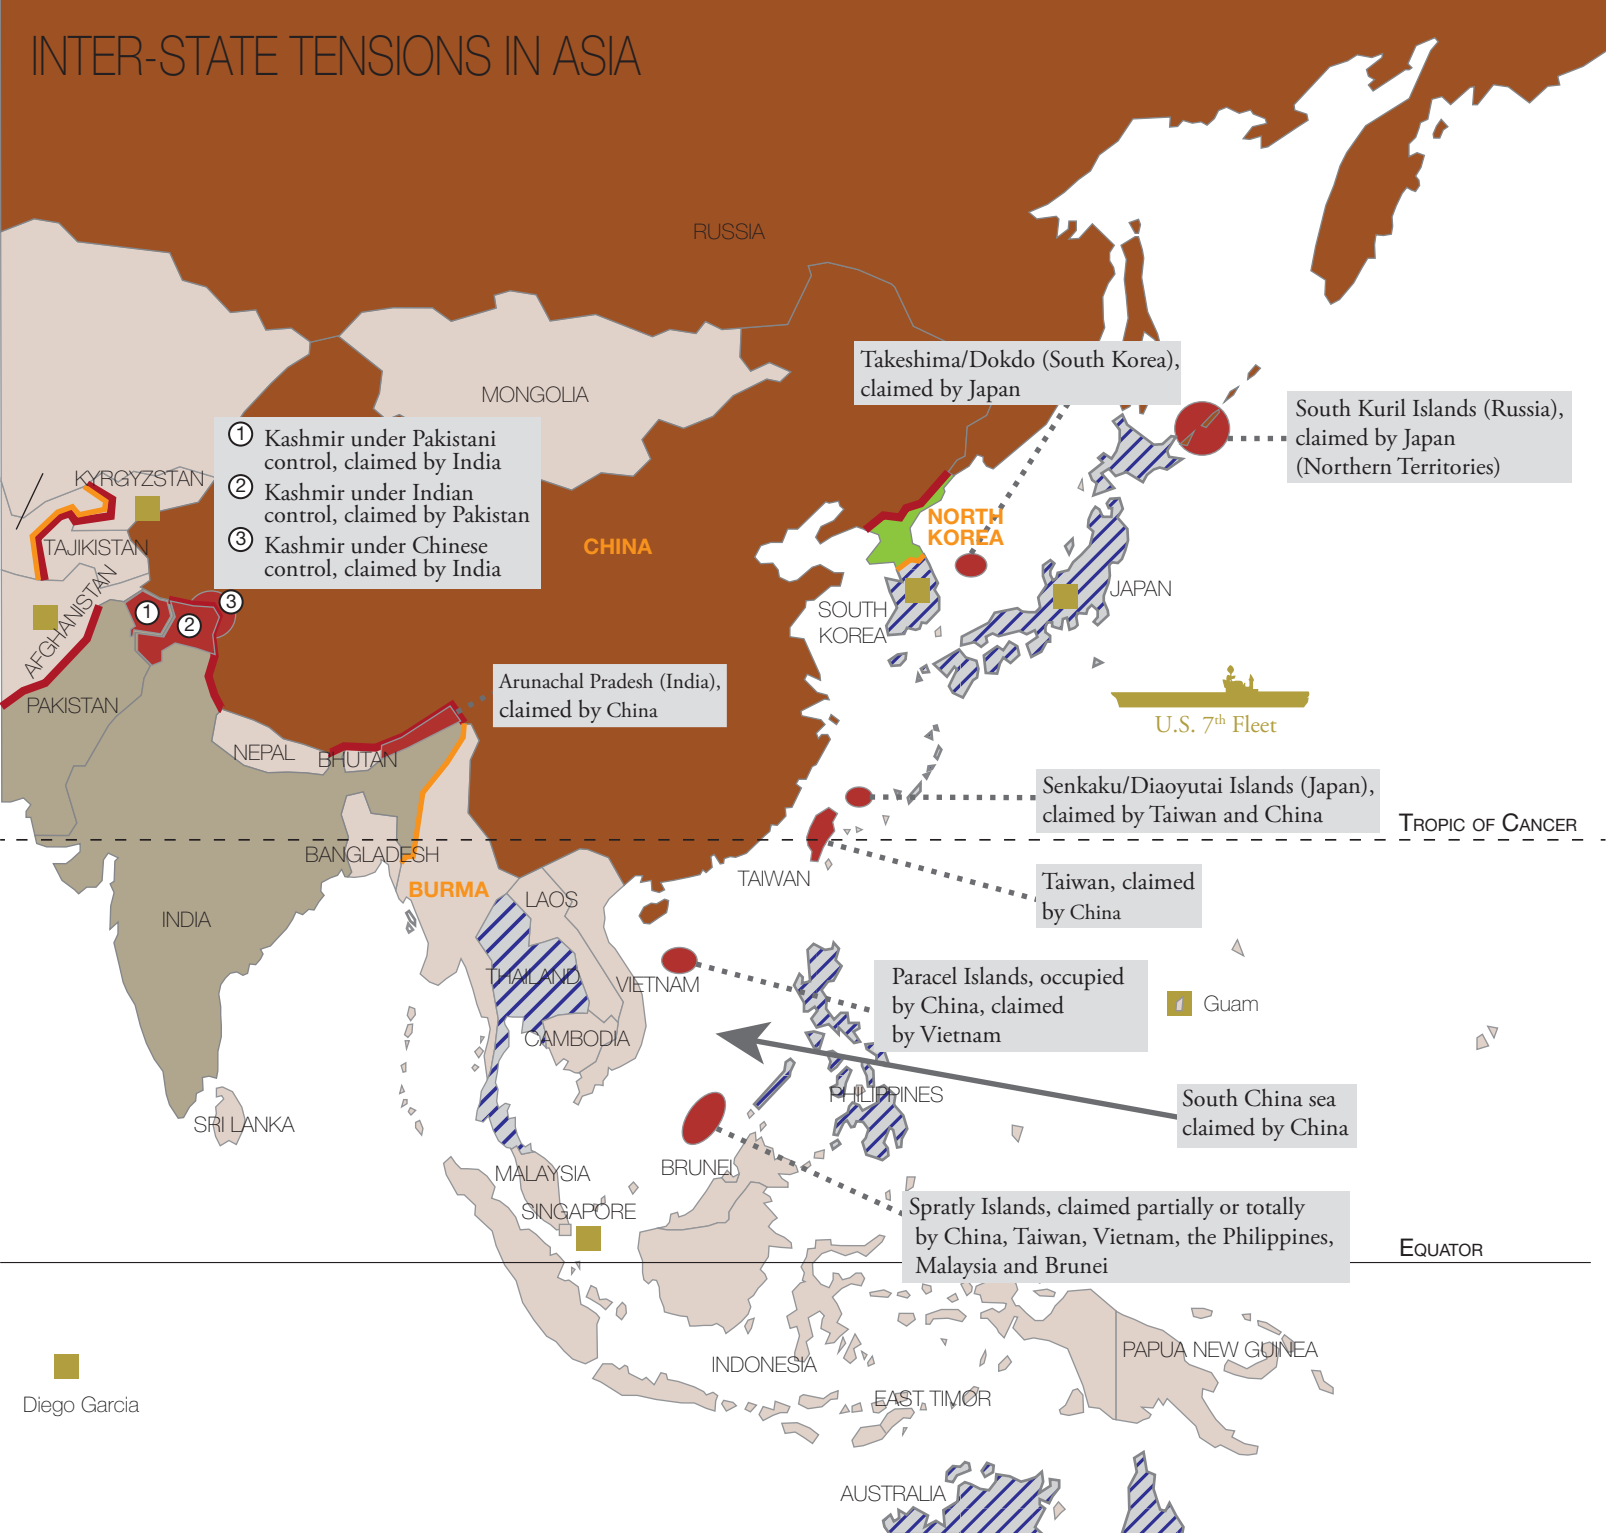 INTER-STATE TENSIONS IN ASIA
RUSSIA
Takeshima/Dokdo (South Korea),
claimed by Japan
MONGOLIA
South Kuril Islands (Russia),
claimed by Japan
(Northern Territories)
1 Kashmir under Pakistani
control, claimed by India
2 Kashmir under Indian
control, claimed by Pakistan
3 Kashmir under Chinese
control, claimed by India
KYRGYZSTAN
TAJIKISTAN
CHINA
NORTH
KOREA
AFGHANISTAN
1
2
3
SOUTH
KOREA
JAPAN
PAKISTAN
Arunachal Pradesh (India),
claimed by China
U.S. 7th Fleet
NEPAL
BHUTAN
Senkaku/Diaoyutai Islands (Japan),
claimed by Taiwan and China
TROPIC OF CANCER
BANGLADESH
BURMA
TAIWAN
Taiwan, claimed
by China
LAOS
INDIA
THAILAND
VIETNAM
Paracel Islands, occupied
by China, claimed
by Vietnam
Guam
CAMBODIA
PHILIPPINES
South China sea
claimed by China
SRI LANKA
MALAYSIA
BRUNEI
SINGAPORE
Spratly Islands, claimed partially or totally
by China, Taiwan, Vietnam, the Philippines,
Malaysia and Brunei
EQUATOR
INDONESIA
PAPUA NEW GUINEA
EAST TIMOR
Diego Garcia
AUSTRALIA